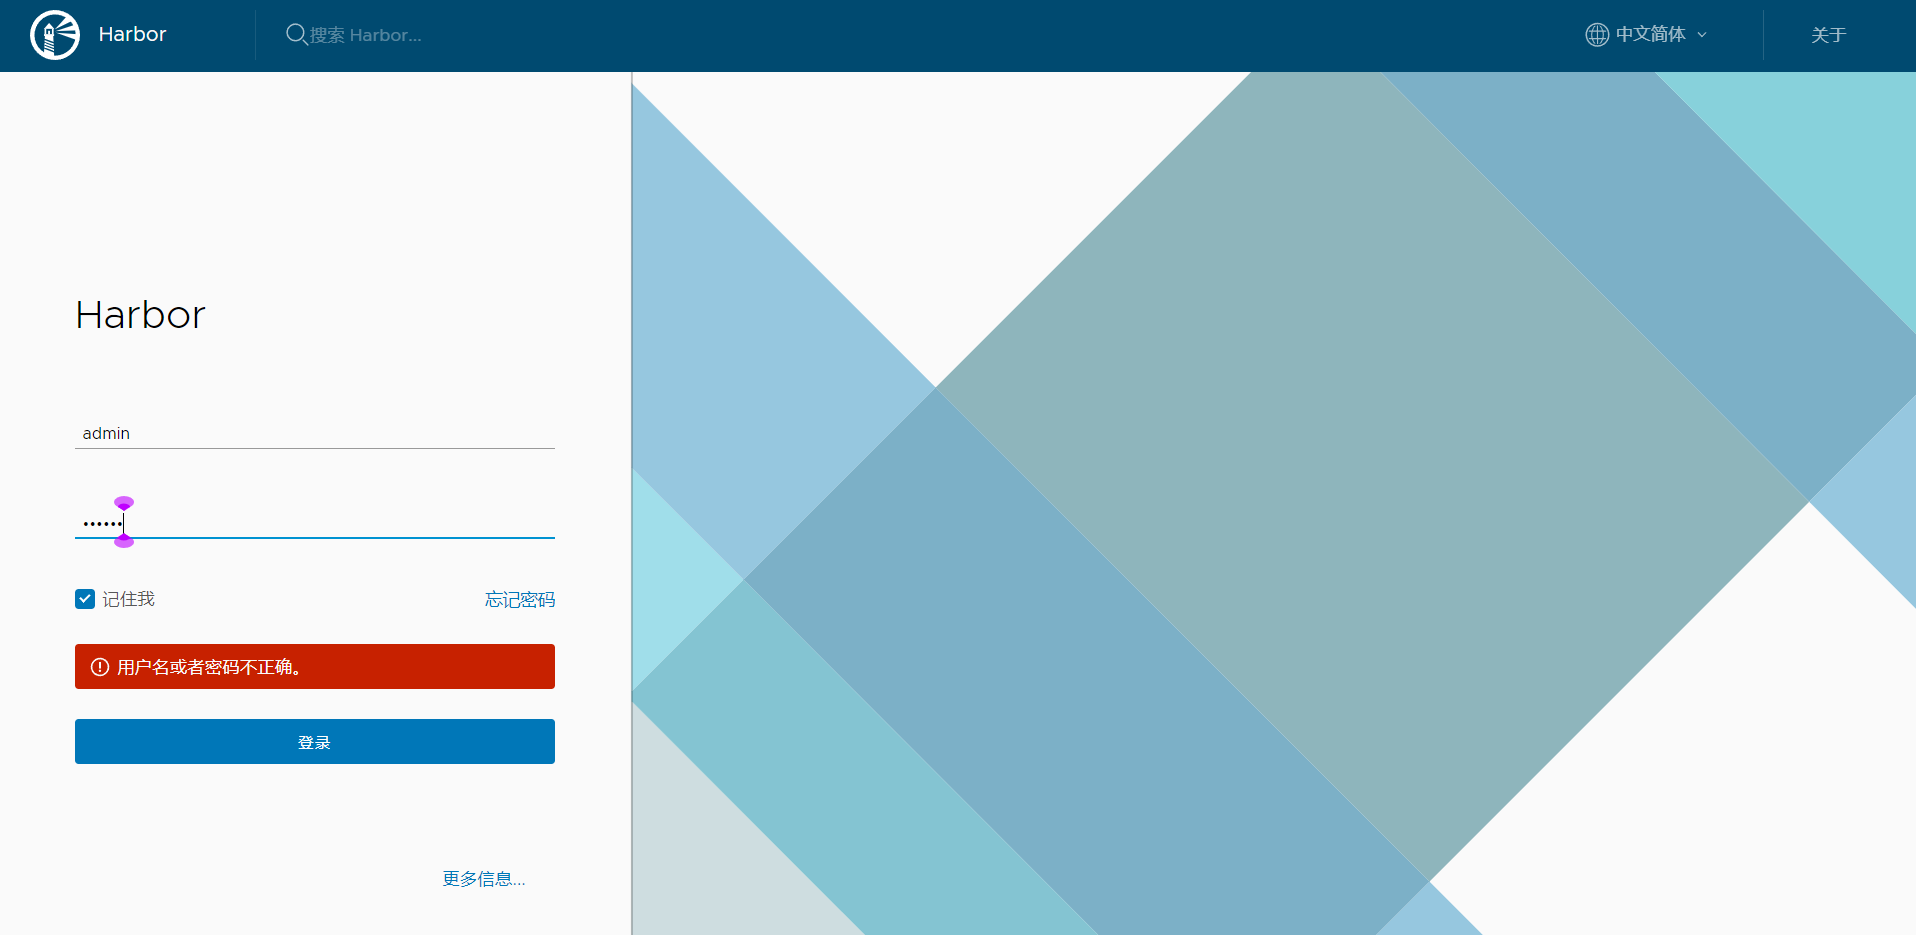 Harbor
搜索 Harbor...
中文简体
关于
Harbor
admin
••••••
记住我
忘记密码
用户名或者密码不正确。
登录
更多信息...